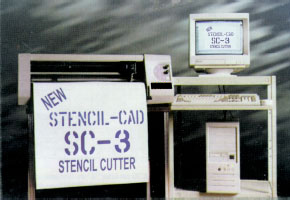 NEW
STENCIL-CAD
SC-3
STENCIL CUTTER
STENCIL-CAD
SC-3
STENCIL CUTTER